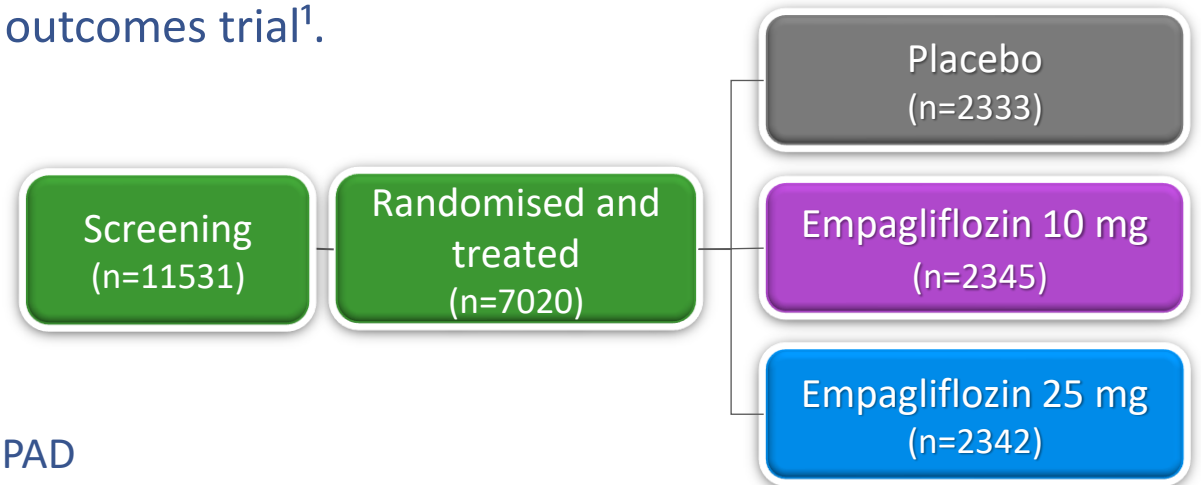 outcomes trial¹.
Placebo
(n=2333)
Screening
(n=11531)
Randomised and
treated
(n=7020)
Empagliflozin 10 mg
(n=2345)
Empagliflozin 25 mg
(n=2342)
PAD